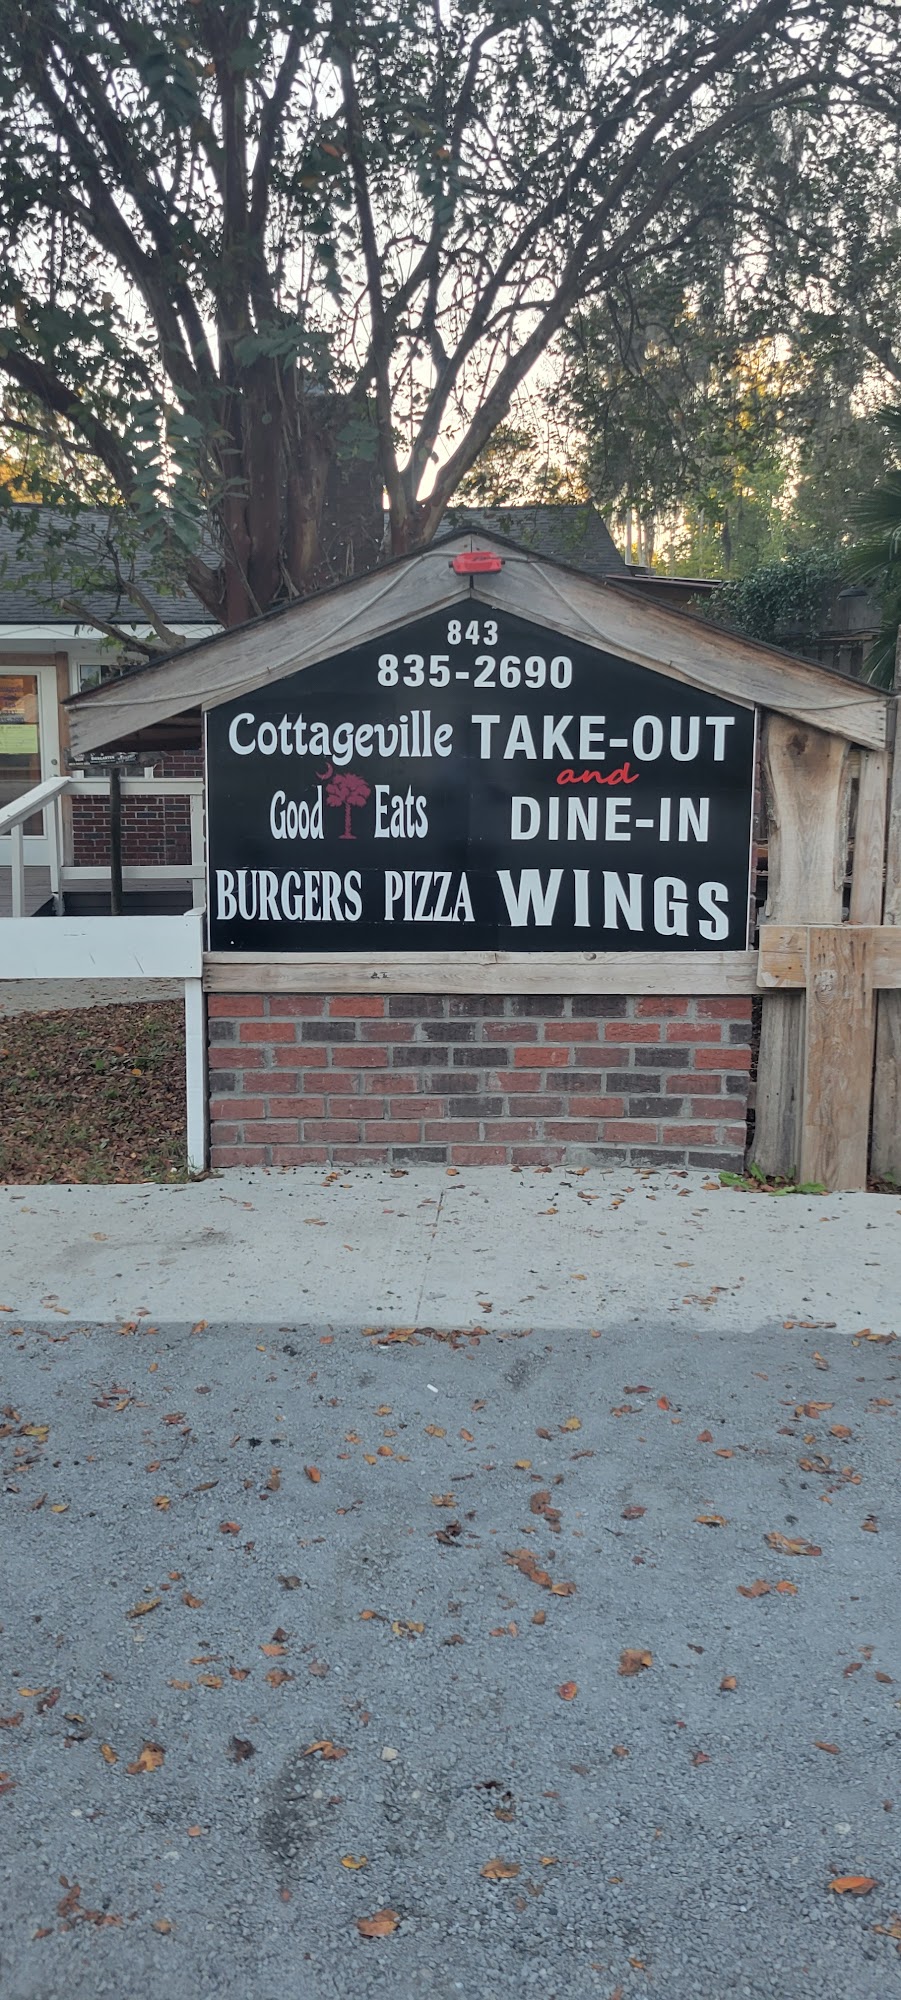 843
835-2690
Cottageville
Good Eats
TAKE-OUT
and
DINE-IN
BURGERS PIZZA WINGS